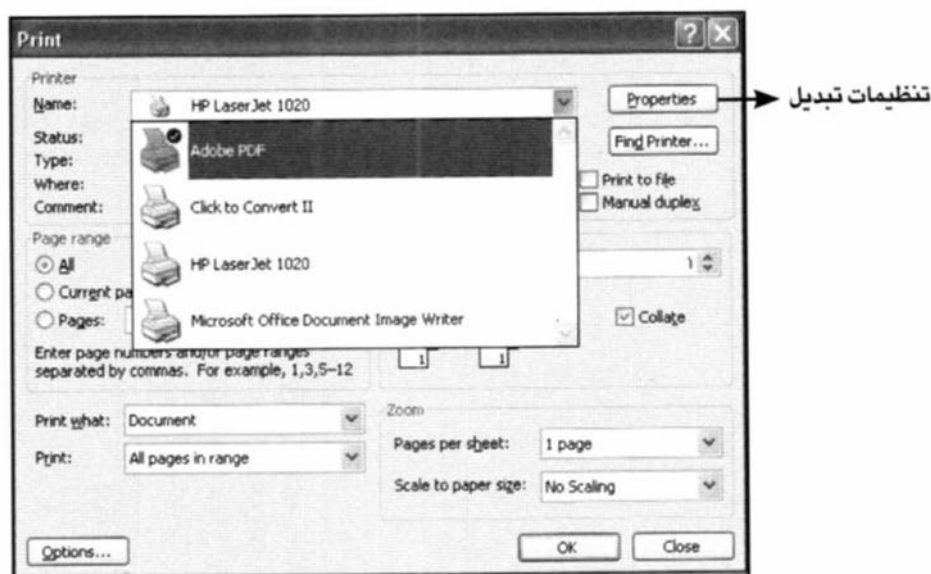 Print
Printer
Name: HP LaserJet 1020 Properties تنظیمات تبدیل
Status: Adobe PDF Find Printer...
Type:
Where: Print to file
Comment: Click to Convert II Manual duplex
Page range
All HP LaserJet 1020 ۱
Current pa
Pages: Microsoft Office Document Image Writer Collate
Enter page numbers and/or page ranges
separated by commas. For example, 1,3,5–12
1 1
Print what: Document
Print: All pages in range
Zoom
Pages per sheet: 1 page
Scale to paper size: No Scaling
Options... OK Close